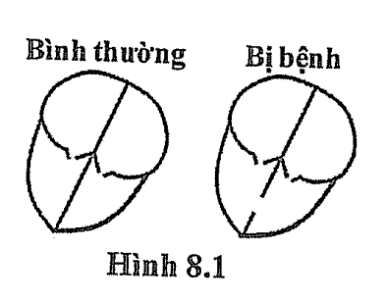 Bình thường
Bị bệnh
Hình 8.1